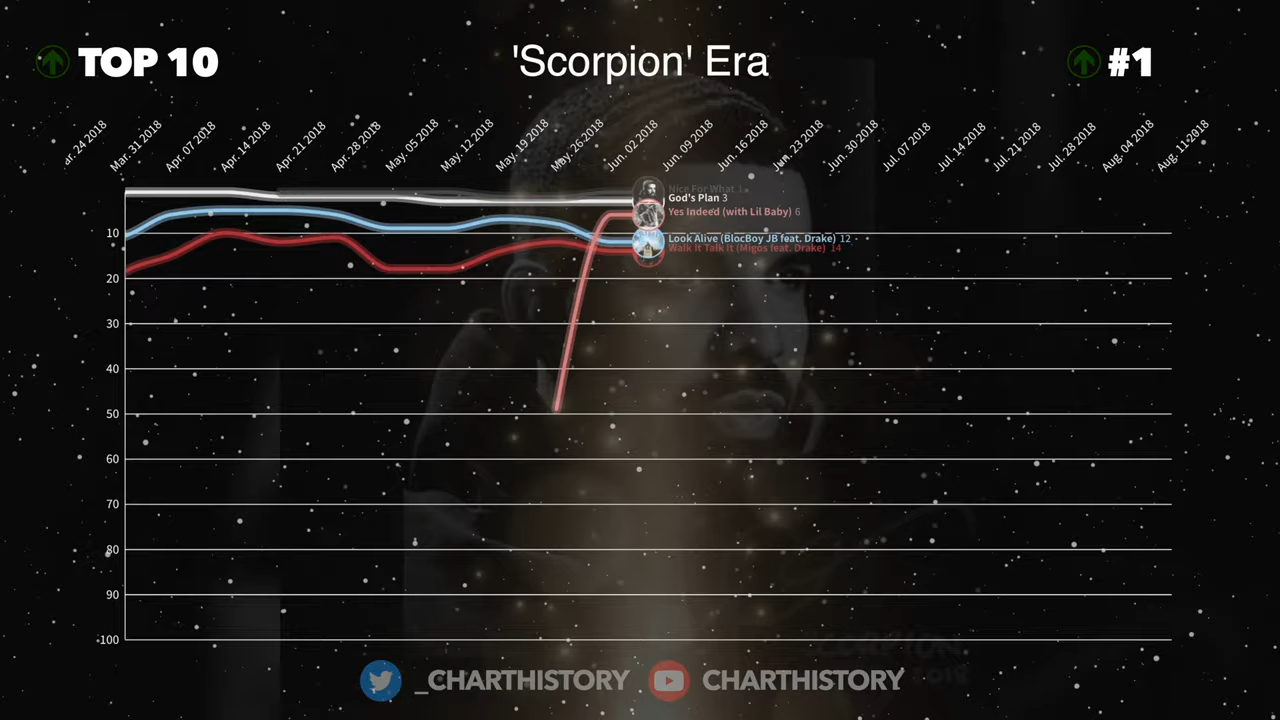 TOP 10
'Scorpion' Era
#1
ar. 24 2018
Mar. 31 2018
Apr. 07 2018
Apr. 14 2018
Apr. 21 2018
Apr. 28 2018
May. 05 2018
May. 12 2018
May. 19 2018
May. 26 2018
Jun. 02 2018
Jun. 09 2018
Jun. 16 2018
Jun. 23 2018
Jun. 30 2018
Jul. 07 2018
Jul. 14 2018
Jul. 21 2018
Jul. 28 2018
Aug. 04 2018
Aug. 11 2018
Nice For What 1
God's Plan 3
Yes Indeed (with Lil Baby) 6
Look Alive (BlocBoy JB feat. Drake) 12
Walk It Talk It (Migos feat. Drake) 14
10
20
30
40
50
60
70
80
90
100
SCORPION
2018
_CHARTHISTORY
CHARTHISTORY